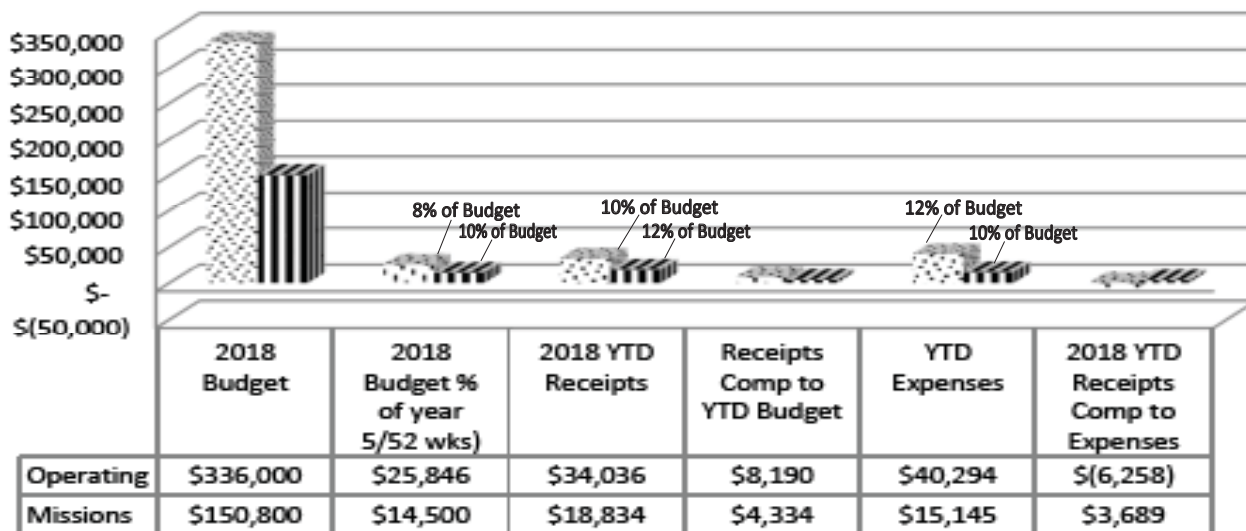 $350,000
$300,000
$250,000
$200,000
$150,000
$100,000
$50,000
$-
$(50,000)
8% of Budget
10% of Budget
10% of Budget
12% of Budget
12% of Budget
10% of Budget
2018
Budget
2018
Budget %
of year
5/52 wks)
2018 YTD
Receipts
Receipts
Comp to
YTD Budget
YTD
Expenses
2018 YTD
Receipts
Comp to
Expenses
Operating $336,000 $25,846 $34,036 $8,190 $40,294 $(6,258)
Missions $150,800 $14,500 $18,834 $4,334 $15,145 $3,689